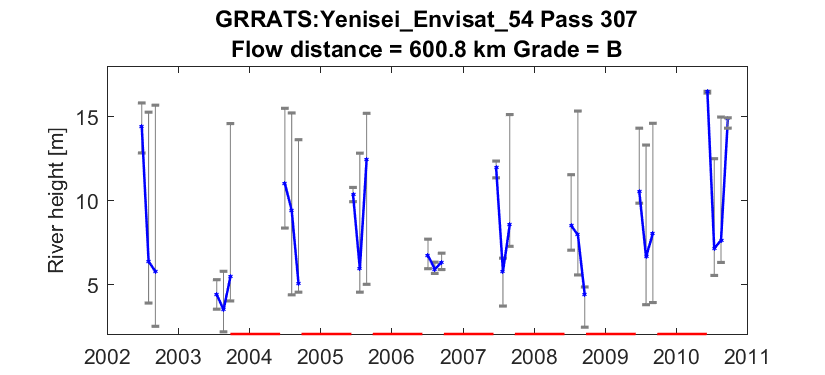 GRRATS:Yenisei_Envisat_54 Pass 307
Flow distance = 600.8 km Grade = B
River height [m]
15
10
5
2002 2003 2004 2005 2006 2007 2008 2009 2010 2011